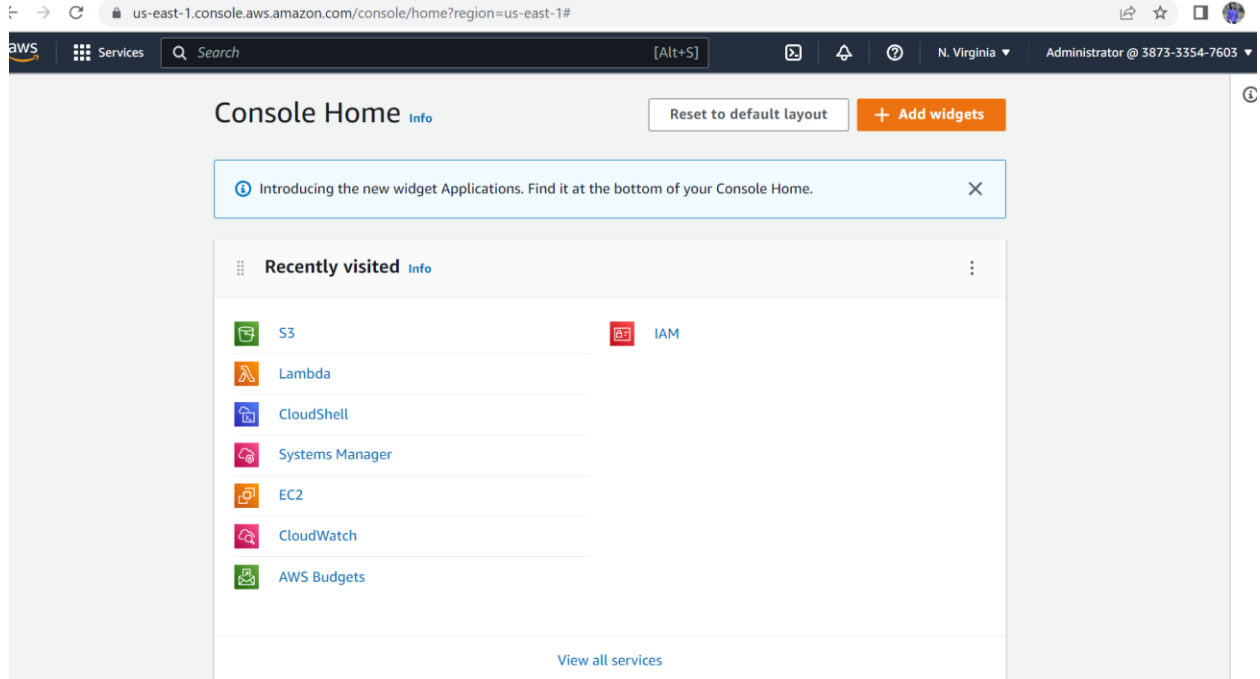 us-east-1.console.aws.amazon.com/console/home?region=us-east-1#
aws Services Search [Alt+S] N. Virginia ▼ Administrator @ 3873-3354-7603 ▼
Console Home Info Reset to default layout + Add widgets
Introducing the new widget Applications. Find it at the bottom of your Console Home.
Recently visited Info
S3 IAM
Lambda
CloudShell
Systems Manager
EC2
CloudWatch
AWS Budgets
View all services